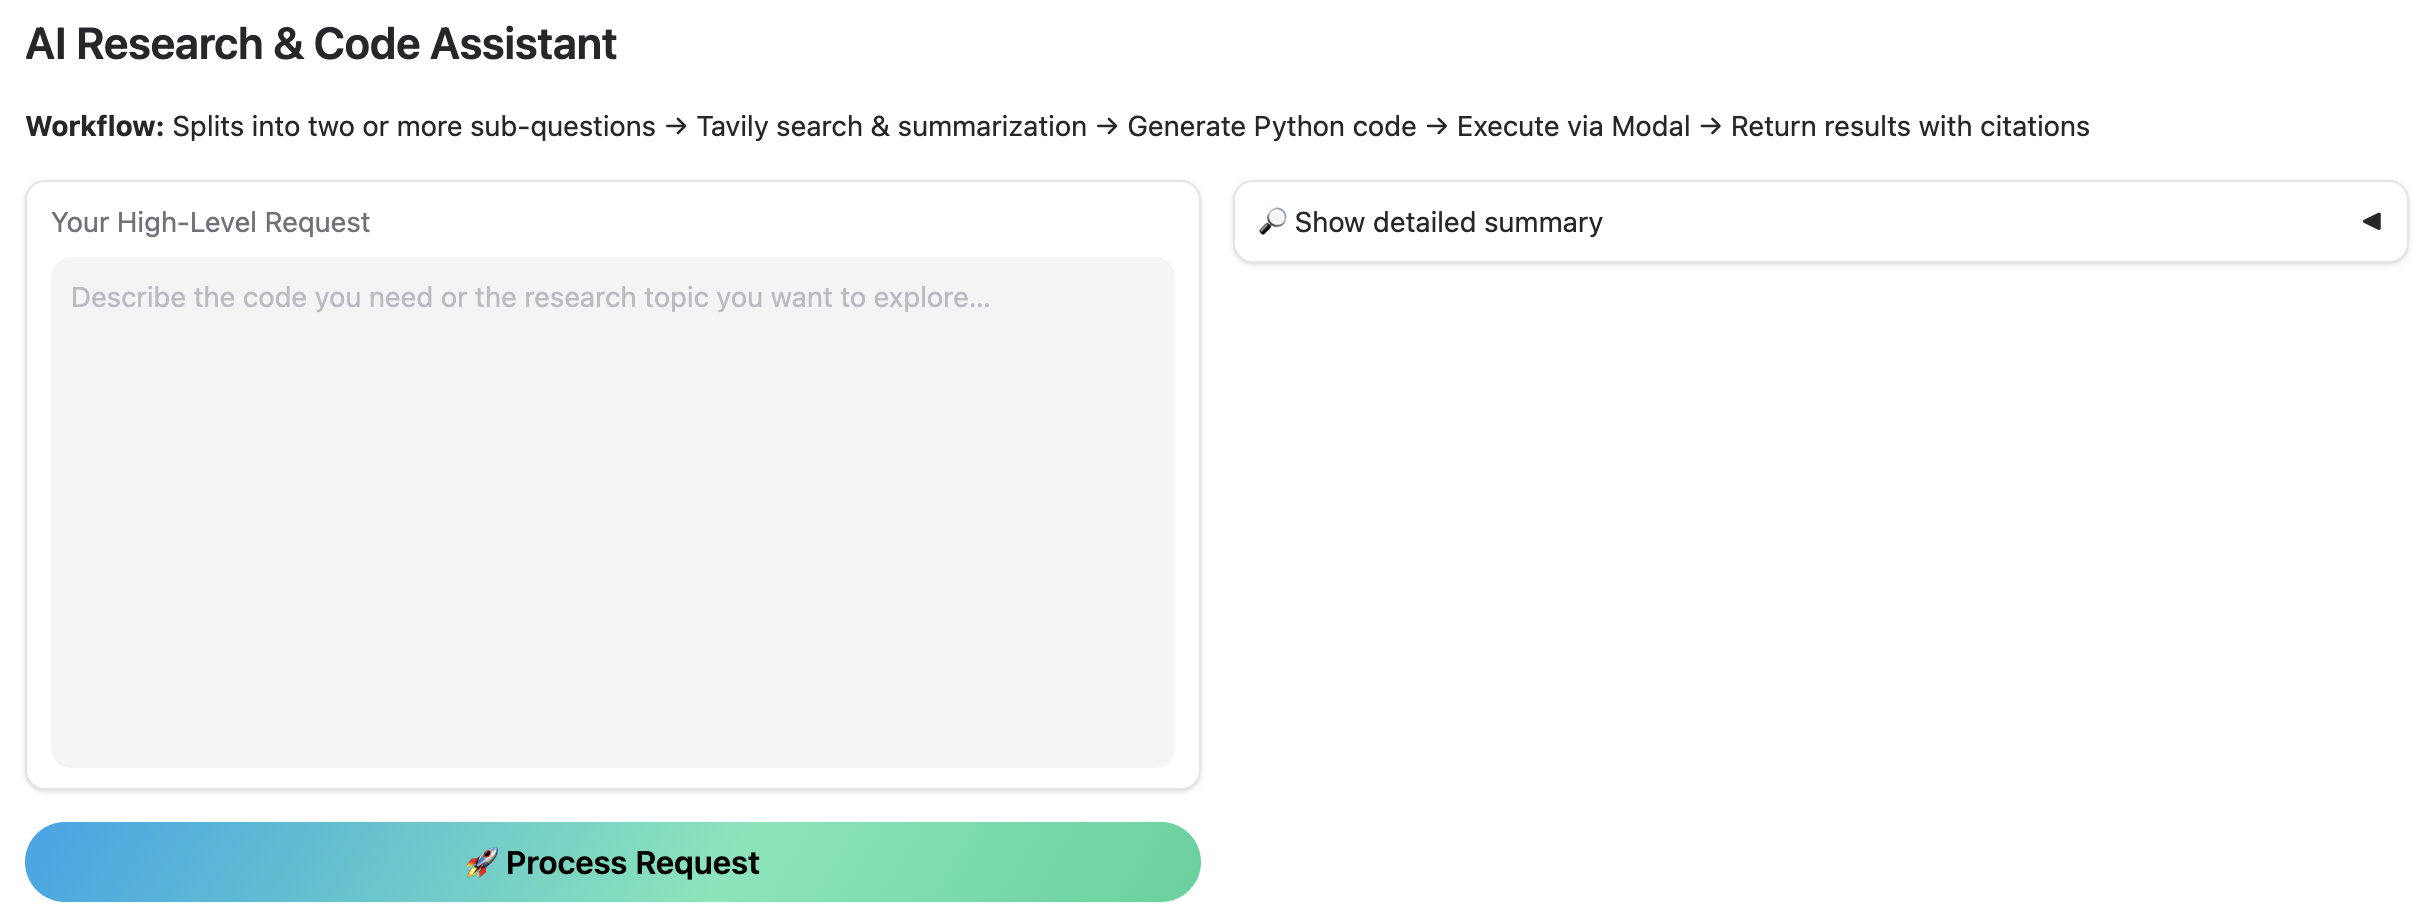 AI Research & Code Assistant
Workflow: Splits into two or more sub-questions → Tavily search & summarization → Generate Python code → Execute via Modal → Return results with citations
Your High-Level Request
Describe the code you need or the research topic you want to explore...
🚀 Process Request
🔎 Show detailed summary